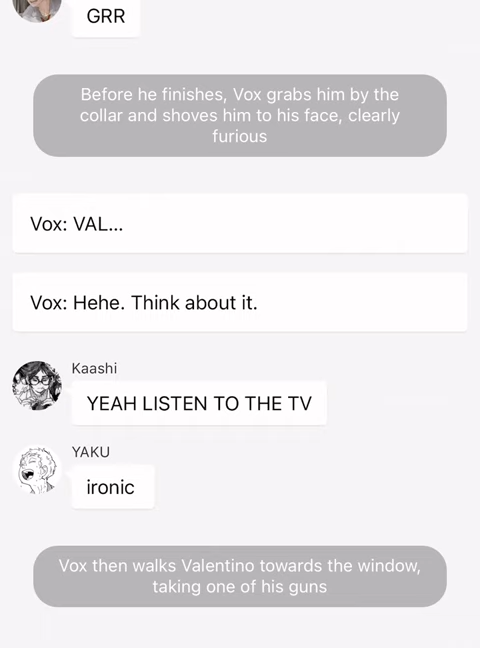 GRR
Before he finishes, Vox grabs him by the
collar and shoves him to his face, clearly
furious
Vox: VAL...
Vox: Hehe. Think about it.
Kaashi
YEAH LISTEN TO THE TV
YAKU
ironic
Vox then walks Valentino towards the window,
taking one of his guns